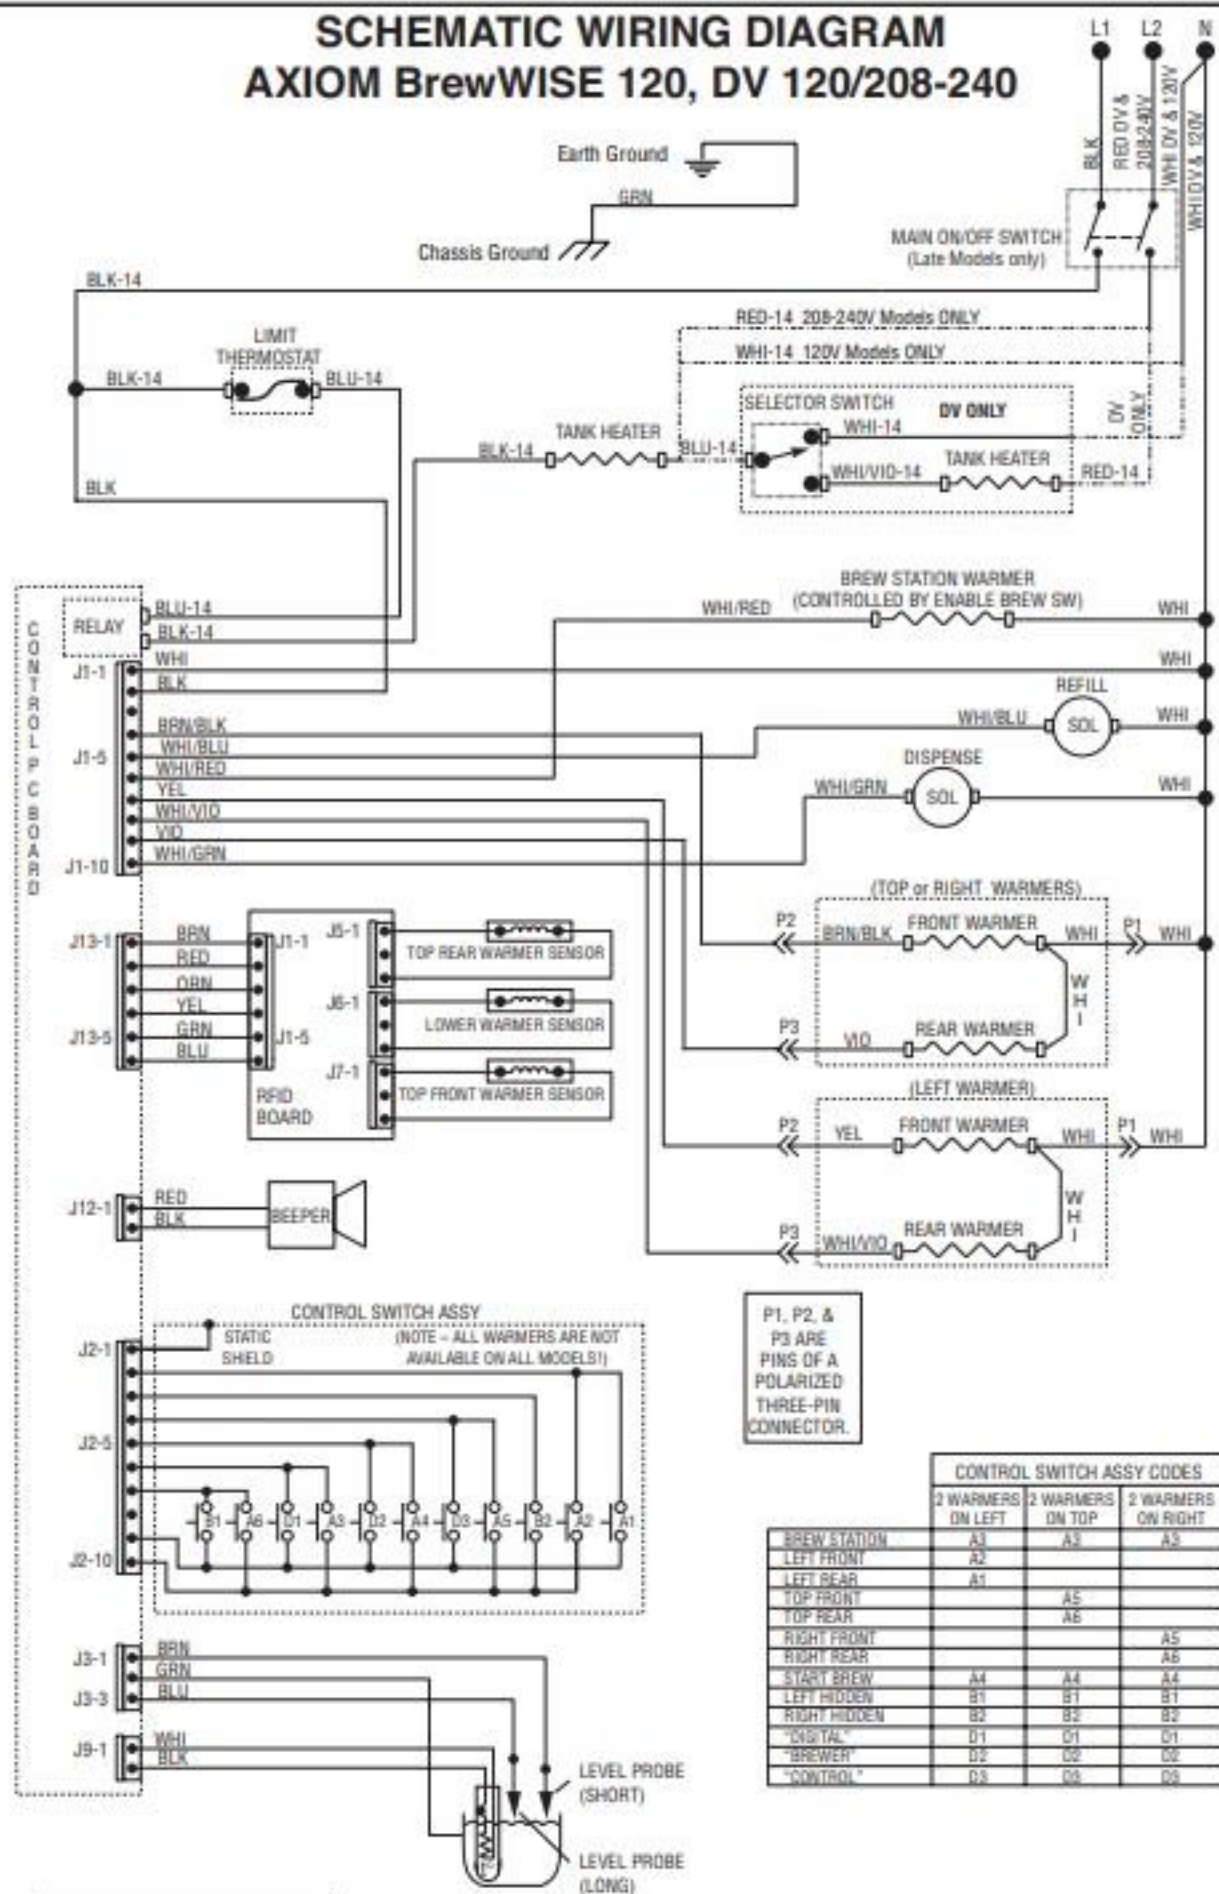 SCHEMATIC WIRING DIAGRAM
AXIOM BrewWISE 120, DV 120/208-240
L1
L2
N
BLK
RED DV &
208-240V
WHI DV & 120V
WHI DV & 120V
Earth Ground
GRN
Chassis Ground
MAIN ON/OFF SWITCH
(Late Models only)
BLK-14
RED-14 208-240V Models ONLY
WHI-14 120V Models ONLY
LIMIT
THERMOSTAT
BLK-14
BLU-14
SELECTOR SWITCH
DV ONLY
DV
ONLY
WHI-14
TANK HEATER
BLK-14
BLU-14
WHI/VIO-14
TANK HEATER
RED-14
BLK
BREW STATION WARMER
(CONTROLLED BY ENABLE BREW SW)
WHI/RED
WHI
CONTROL PC BOARD
RELAY
BLU-14
BLK-14
J1-1
WHI
WHI
BLK
REFILL
BRN/BLK
WHI/BLU
SOL
WHI
J1-5
WHI/BLU
WHI/RED
DISPENSE
YEL
WHI/GRN
SOL
WHI
WHI/VIO
VIO
J1-10
WHI/GRN
(TOP or RIGHT WARMERS)
P2
BRN/BLK
FRONT WARMER
WHI
P1
WHI
WHI
P3
VIO
REAR WARMER
J13-1
BRN
J1-1
J5-1
RED
TOP REAR WARMER SENSOR
ORN
YEL
J6-1
J13-5
GRN
J1-5
LOWER WARMER SENSOR
BLU
J7-1
RFID
BOARD
TOP FRONT WARMER SENSOR
(LEFT WARMER)
P2
YEL
FRONT WARMER
WHI
P1
WHI
WHI
P3
WHI/VIO
REAR WARMER
J12-1
RED
BLK
BEEPER
P1, P2, &
P3 ARE
PINS OF A
POLARIZED
THREE-PIN
CONNECTOR.
CONTROL SWITCH ASSY
J2-1
STATIC
SHIELD
(NOTE – ALL WARMERS ARE NOT
AVAILABLE ON ALL MODELS!)
J2-5
B1 A6 D1 A3 D2 A4 D3 A5 B2 A2 A1
J2-10
CONTROL SWITCH ASSY CODES
2 WARMERS ON LEFT 2 WARMERS ON TOP 2 WARMERS ON RIGHT
BREW STATION A3 A3 A3
LEFT FRONT A2
LEFT REAR A1
TOP FRONT A5
TOP REAR A6
RIGHT FRONT A5
RIGHT REAR A6
START BREW A4 A4 A4
LEFT HIDDEN B1 B1 B1
RIGHT HIDDEN B2 B2 B2
"DIGITAL" D1 D1 D1
"BREWER" D2 D2 D2
"CONTROL" D3 D3 D3
J3-1
BRN
GRN
J3-3
BLU
J9-1
WHI
BLK
LEVEL PROBE
(SHORT)
LEVEL PROBE
(LONG)